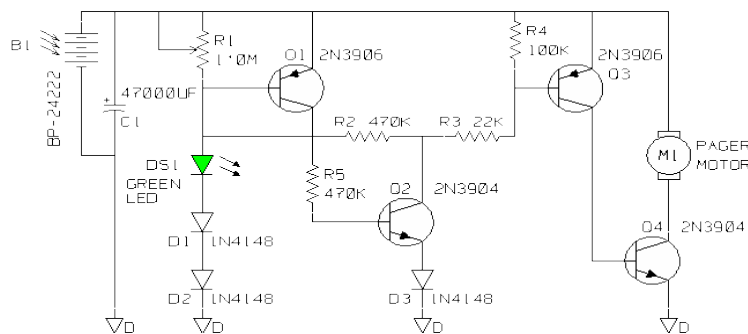 B1
BP-24222
47000UF
+
C1
R1
1'0M
Q1
2N3906
R4
100K
2N3906
Q3
R2 470K
R3 22K
DS1
GREEN
LED
R5
470K
Q2
2N3904
M1
PAGER
MOTOR
Q4
2N3904
D1 1N4148
D2 1N4148
D3 1N4148
D
D
D
D